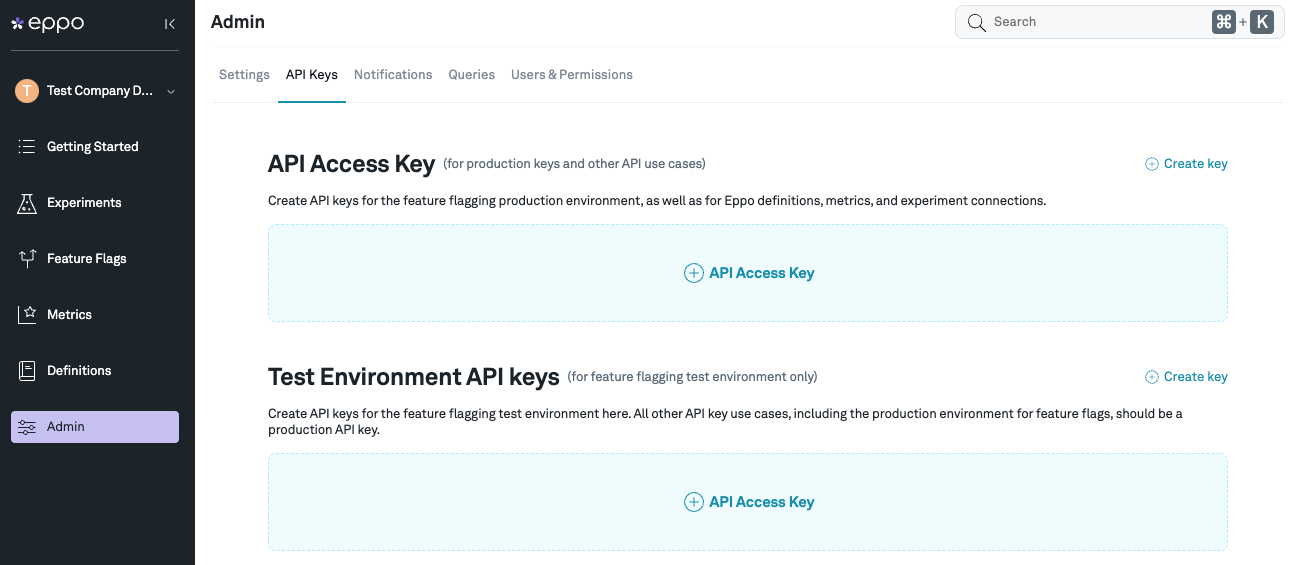 eppo
Test Company D...
Getting Started
Experiments
Feature Flags
Metrics
Definitions
Admin
Admin
Search
⌘ + K
Settings API Keys Notifications Queries Users & Permissions
API Access Key (for production keys and other API use cases)
Create key
Create API keys for the feature flagging production environment, as well as for Eppo definitions, metrics, and experiment connections.
API Access Key
Test Environment API keys (for feature flagging test environment only)
Create key
Create API keys for the feature flagging test environment here. All other API key use cases, including the production environment for feature flags, should be a
production API key.
API Access Key